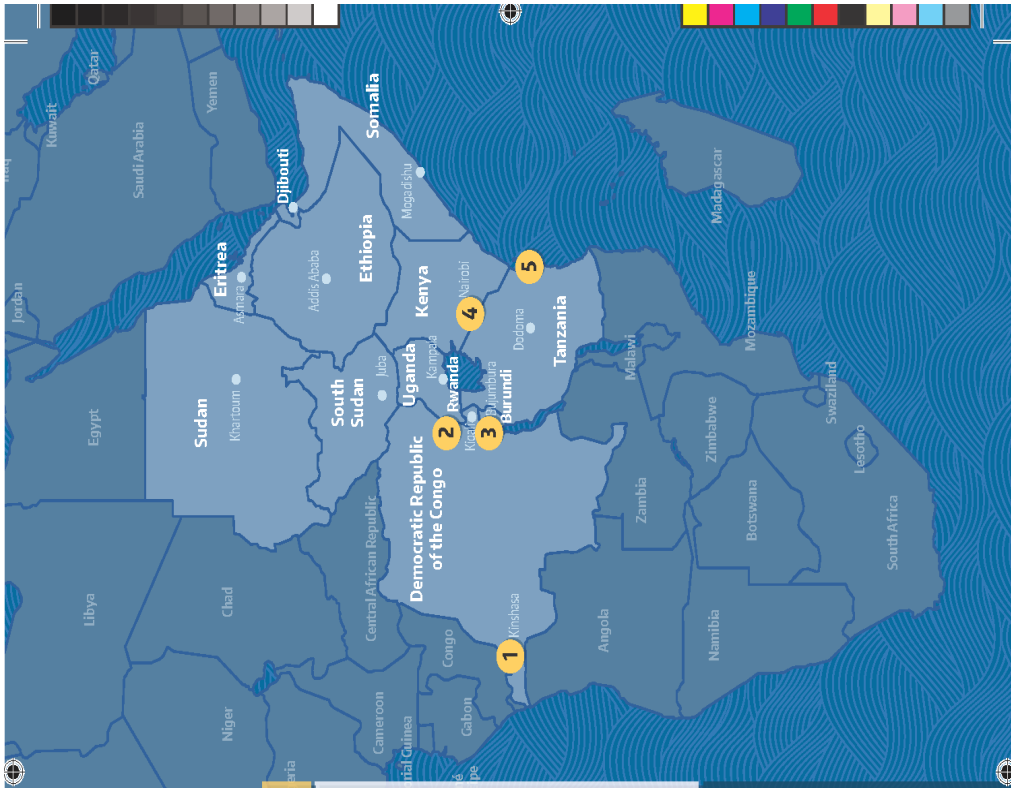 Kuwait
Qatar
Jordan
Libya
Egypt
Saudi Arabia
Yemen
Niger
Chad
Sudan
Khartoum
Eritrea
Asmara
Djibouti
Addis Ababa
South
Sudan
Juba
Ethiopia
Somalia
Mogadishu
Cameroon
Central African Republic
rial Guinea
Uganda
Kampala
Kenya
Nairobi
Democratic Republic
of the Congo
Congo
Gabon
Rwanda
Kigali
2
3
4
Bujumbura
Burundi
1
Kinshasa
5
Dodoma
Tanzania
Angola
Zambia
Malawi
Madagascar
Namibia
Zimbabwe
Mozambique
Botswana
Swaziland
Lesotho
South Africa